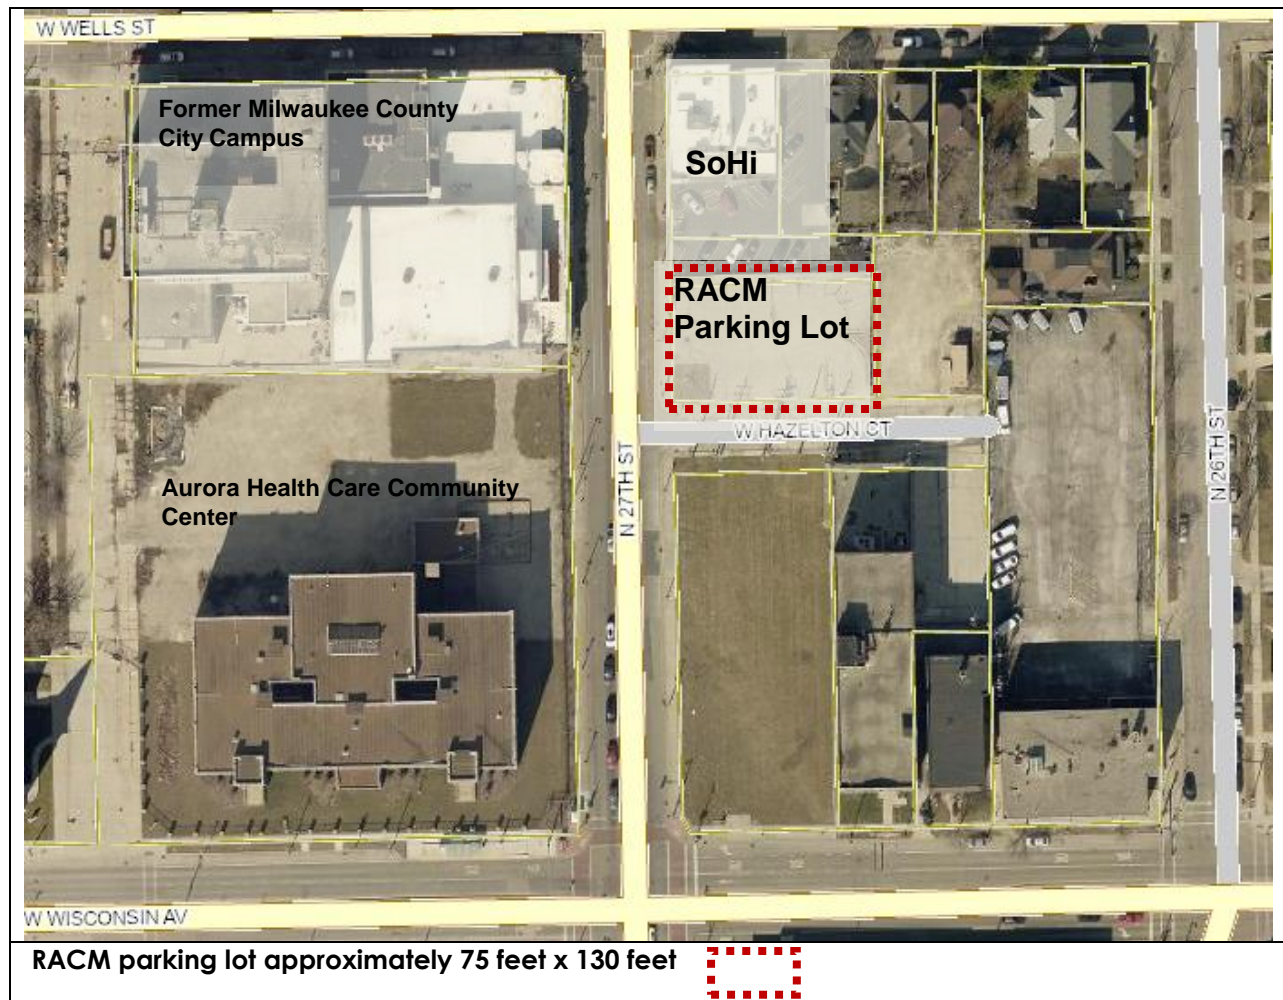 W WELLS ST
Former Milwaukee County
City Campus
SoHi
RACM
Parking Lot
W HAZELTON CT
N 27TH ST
N 26TH ST
Aurora Health Care Community
Center
W WISCONSIN AV
RACM parking lot approximately 75 feet x 130 feet